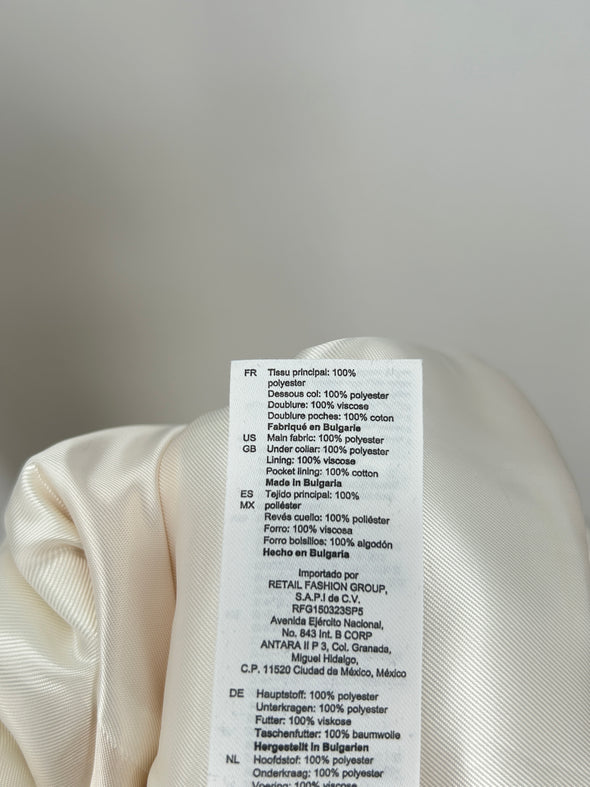 FR Tissu principal: 100%
polyester
Dessous col: 100% polyester
Doublure: 100% viscose
Doublure poches: 100% coton
Fabriqué en Bulgarie
US Main fabric: 100% polyester
GB Under collar: 100% polyester
Lining: 100% viscose
Pocket lining: 100% cotton
Made in Bulgaria
ES Tejido principal: 100%
MX poliéster
Revés cuello: 100% poliéster
Forro: 100% viscosa
Forro bolsillos: 100% algodón
Hecho en Bulgaria
Importado por
RETAIL FASHION GROUP,
S.A.P.I de C.V.
RFG150323SP5
Avenida Ejército Nacional,
No. 843 Int. B CORP
ANTARA II P 3, Col. Granada,
Miguel Hidalgo,
C.P. 11520 Ciudad de México, México
DE Hauptstoff: 100% polyester
Unterkragen: 100% polyester
Futter: 100% viskose
Taschenfutter: 100% baumwolle
Hergestellt in Bulgarien
NL Hoofdstof: 100% polyester
Onderkraag: 100% polyester
Voering: 100% viscose